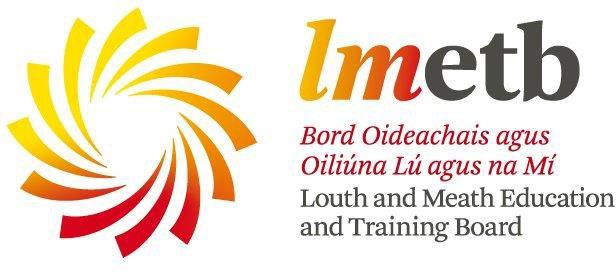 lmetb
Bord Oideachais agus
Oiliúna Lú agus na Mí
Louth and Meath Education
and Training Board